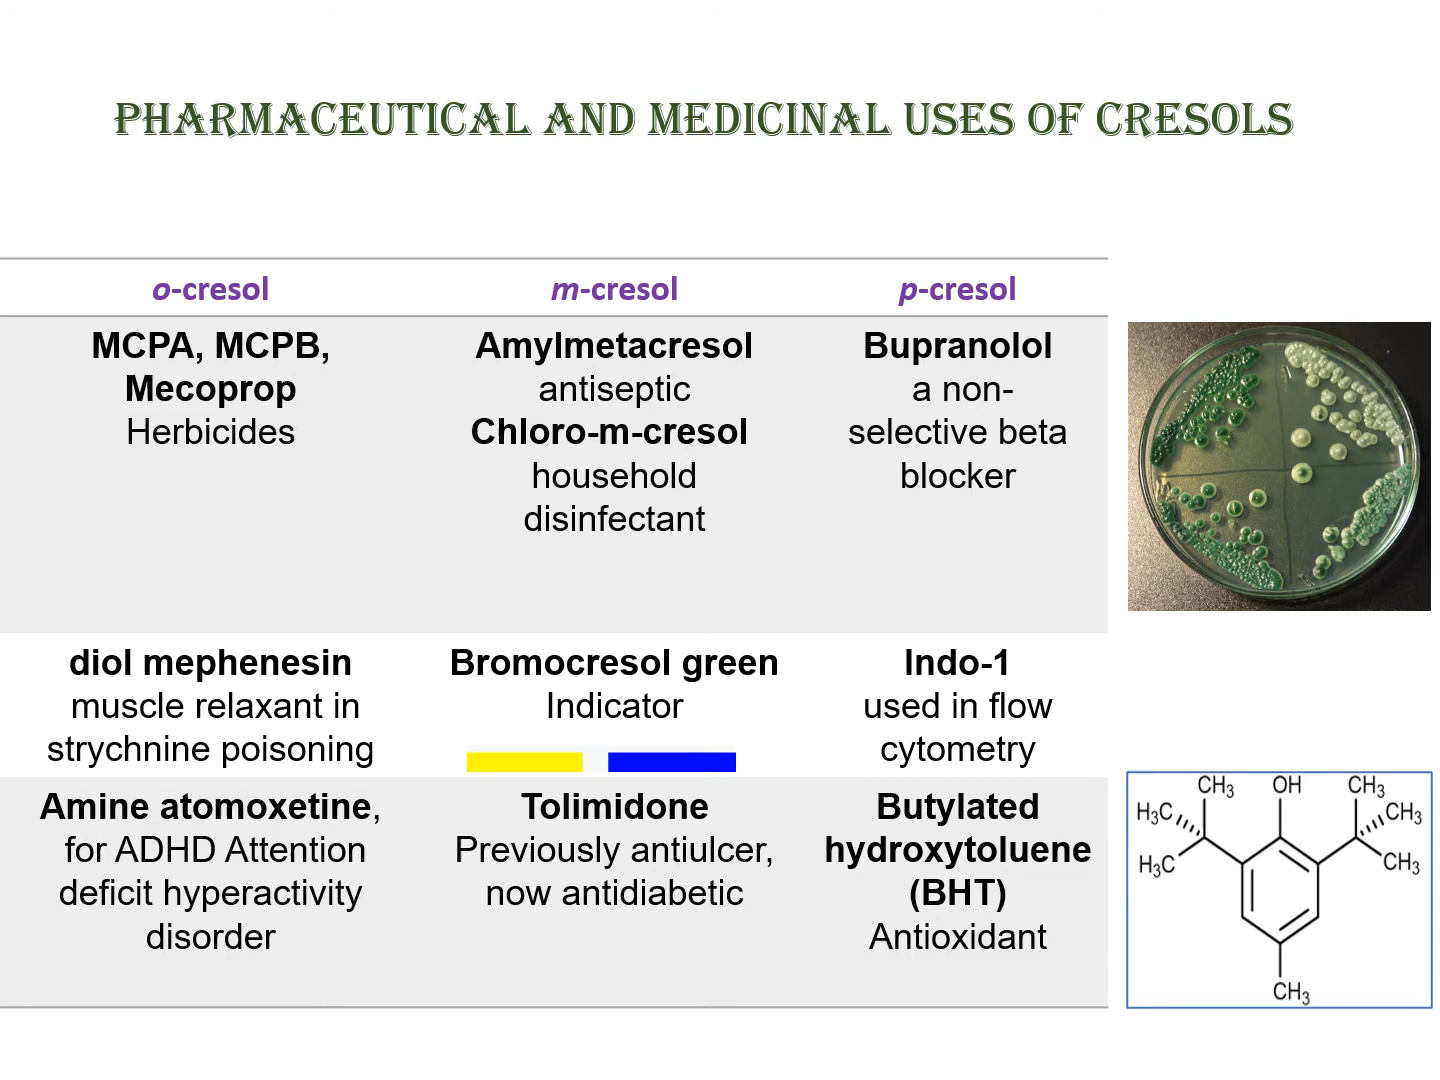 PHARMACEUTICAL AND MEDICINAL USES OF CRESOLS
o-cresol
m-cresol
p-cresol
MCPA, MCPB,
Mecoprop
Herbicides
Amylmetacresol
antiseptic
Chloro-m-cresol
household
disinfectant
Bupranolol
a non-
selective beta
blocker
diol mephenesin
muscle relaxant in
strychnine poisoning
Bromocresol green
Indicator
Indo-1
used in flow
cytometry
Amine atomoxetine,
for ADHD Attention
deficit hyperactivity
disorder
Tolimidone
Previously antiulcer,
now antidiabetic
Butylated
hydroxytoluene
(BHT)
Antioxidant
CH₃
OH
CH₃
H₃C
CH₃
H₃C
CH₃
CH₃